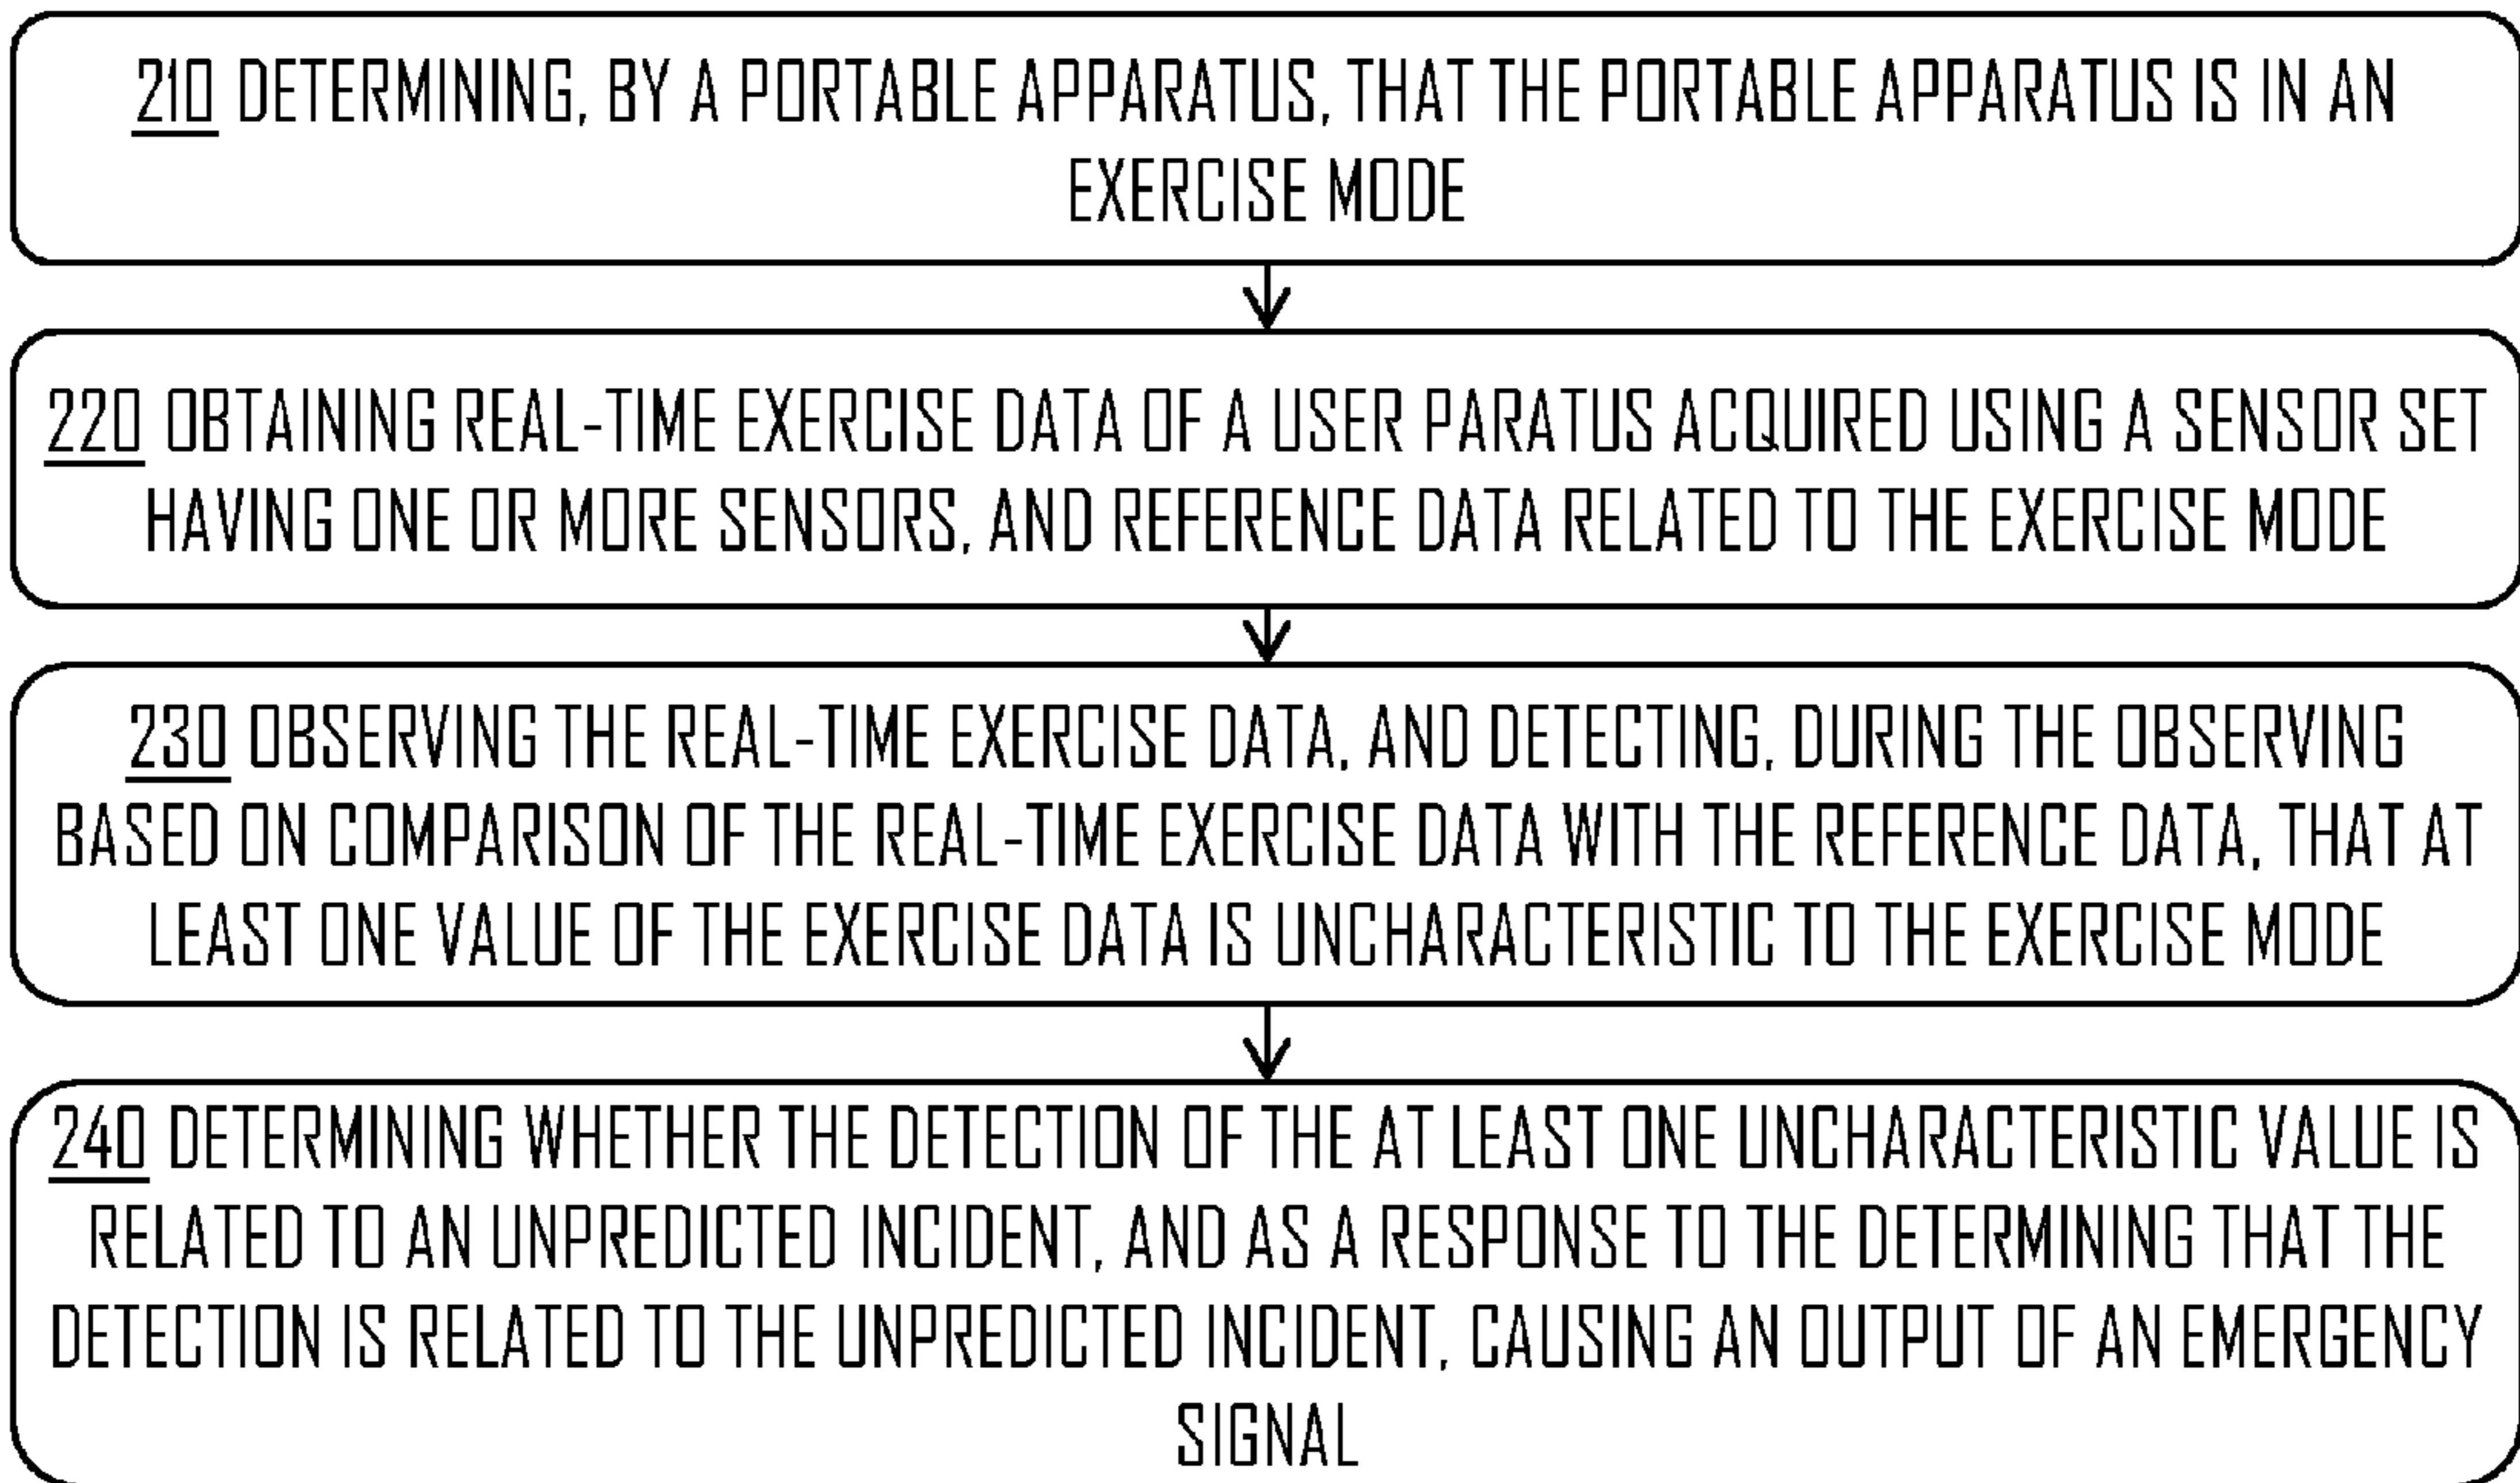 210 DETERMINING, BY A PORTABLE APPARATUS, THAT THE PORTABLE APPARATUS IS IN AN
EXERCISE MODE
220 OBTAINING REAL-TIME EXERCISE DATA OF A USER PARATUS ACQUIRED USING A SENSOR SET
HAVING ONE OR MORE SENSORS, AND REFERENCE DATA RELATED TO THE EXERCISE MODE
230 OBSERVING THE REAL-TIME EXERCISE DATA, AND DETECTING, DURING THE OBSERVING
BASED ON COMPARISON OF THE REAL-TIME EXERCISE DATA WITH THE REFERENCE DATA, THAT AT
LEAST ONE VALUE OF THE EXERCISE DATA IS UNCHARACTERISTIC TO THE EXERCISE MODE
240 DETERMINING WHETHER THE DETECTION OF THE AT LEAST ONE UNCHARACTERISTIC VALUE IS
RELATED TO AN UNPREDICTED INCIDENT, AND AS A RESPONSE TO THE DETERMINING THAT THE
DETECTION IS RELATED TO THE UNPREDICTED INCIDENT, CAUSING AN OUTPUT OF AN EMERGENCY
SIGNAL